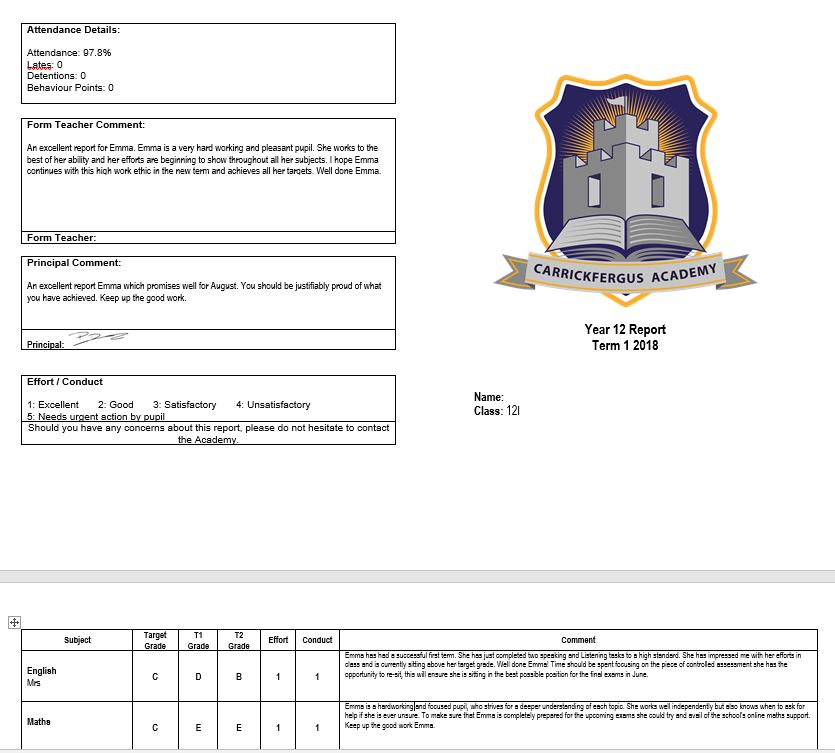 Attendance Details:
Attendance: 97.8%
Lates: 0
Detentions: 0
Behaviour Points: 0
Form Teacher Comment:
An excellent report for Emma. Emma is a very hard working and pleasant pupil. She works to the
best of her ability and her efforts are beginning to show throughout all her subjects. I hope Emma
continues with this high work ethic in the new term and achieves all her targets. Well done Emma.
Form Teacher:
Principal Comment:
An excellent report Emma which promises well for August. You should be justifiably proud of what
you have achieved. Keep up the good work.
Principal:
Effort / Conduct
1: Excellent 2: Good 3: Satisfactory 4: Unsatisfactory
5: Needs urgent action by pupil
Should you have any concerns about this report, please do not hesitate to contact
the Academy.
CARRICKFERGUS ACADEMY
Year 12 Report
Term 1 2018
Name:
Class: 12I
Subject Target Grade T1 Grade T2 Grade Effort Conduct Comment
English
Mrs
C D B 1 1
Emma has had a successful first term. She has just completed two speaking and Listening tasks to a high standard. She has impressed me with her efforts in
class and is currently sitting above her target grade. Well done Emma! Time should be spent focusing on the piece of controlled assessment she has the
opportunity to re-sit, this will ensure she is sitting in the best possible position for the final exams in June.
Maths
C E E 1 1
Emma is a hardworking and focused pupil, who strives for a deeper understanding of each topic. She works well independently but also knows when to ask for
help if she is ever unsure. To make sure that Emma is completely prepared for the upcoming exams she could try and avail of the school's online maths support.
Keep up the good work Emma.